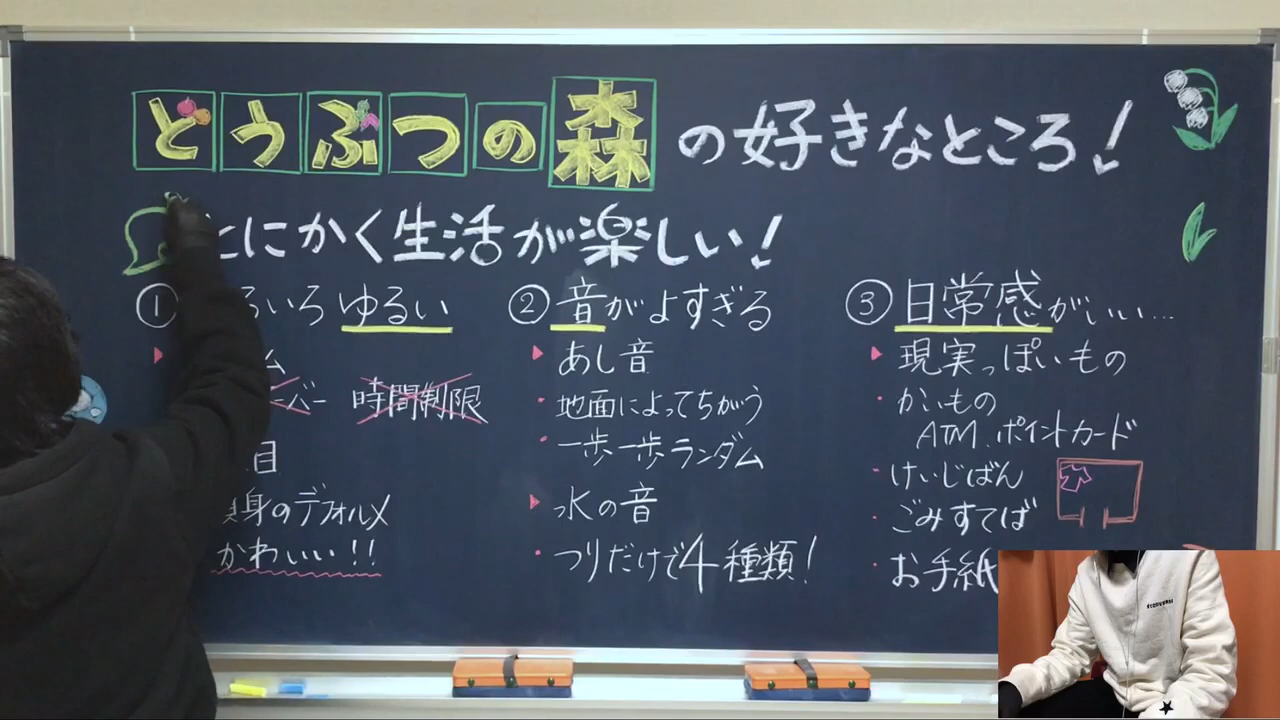 どうぶつの森の好きなところ!
とにかく生活が楽しい!
① ろいろゆるい
ム
ーバー 時間制限
目
身のデフォルメ
かわいい!!
② 音がよすぎる
あし音
・地面によってちがう
・一歩一歩ランダム
水の音
・つりだけで4種類!
③ 日常感がいい…
現実っぽいもの
・かいもの
ATM、ポイントカード
・けいじばん
・ごみすてば
・お手紙